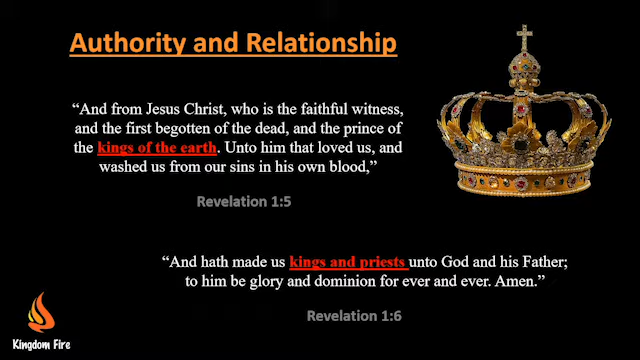 Authority and Relationship
“And from Jesus Christ, who is the faithful witness,
and the first begotten of the dead, and the prince of
the kings of the earth. Unto him that loved us, and
washed us from our sins in his own blood,”
Revelation 1:5
“And hath made us kings and priests unto God and his Father;
to him be glory and dominion for ever and ever. Amen.”
Revelation 1:6
Kingdom Fire